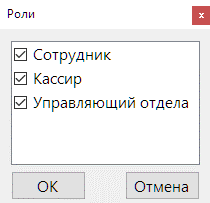 Роли
Сотрудник
Кассир
Управляющий отдела
ОК
Отмена